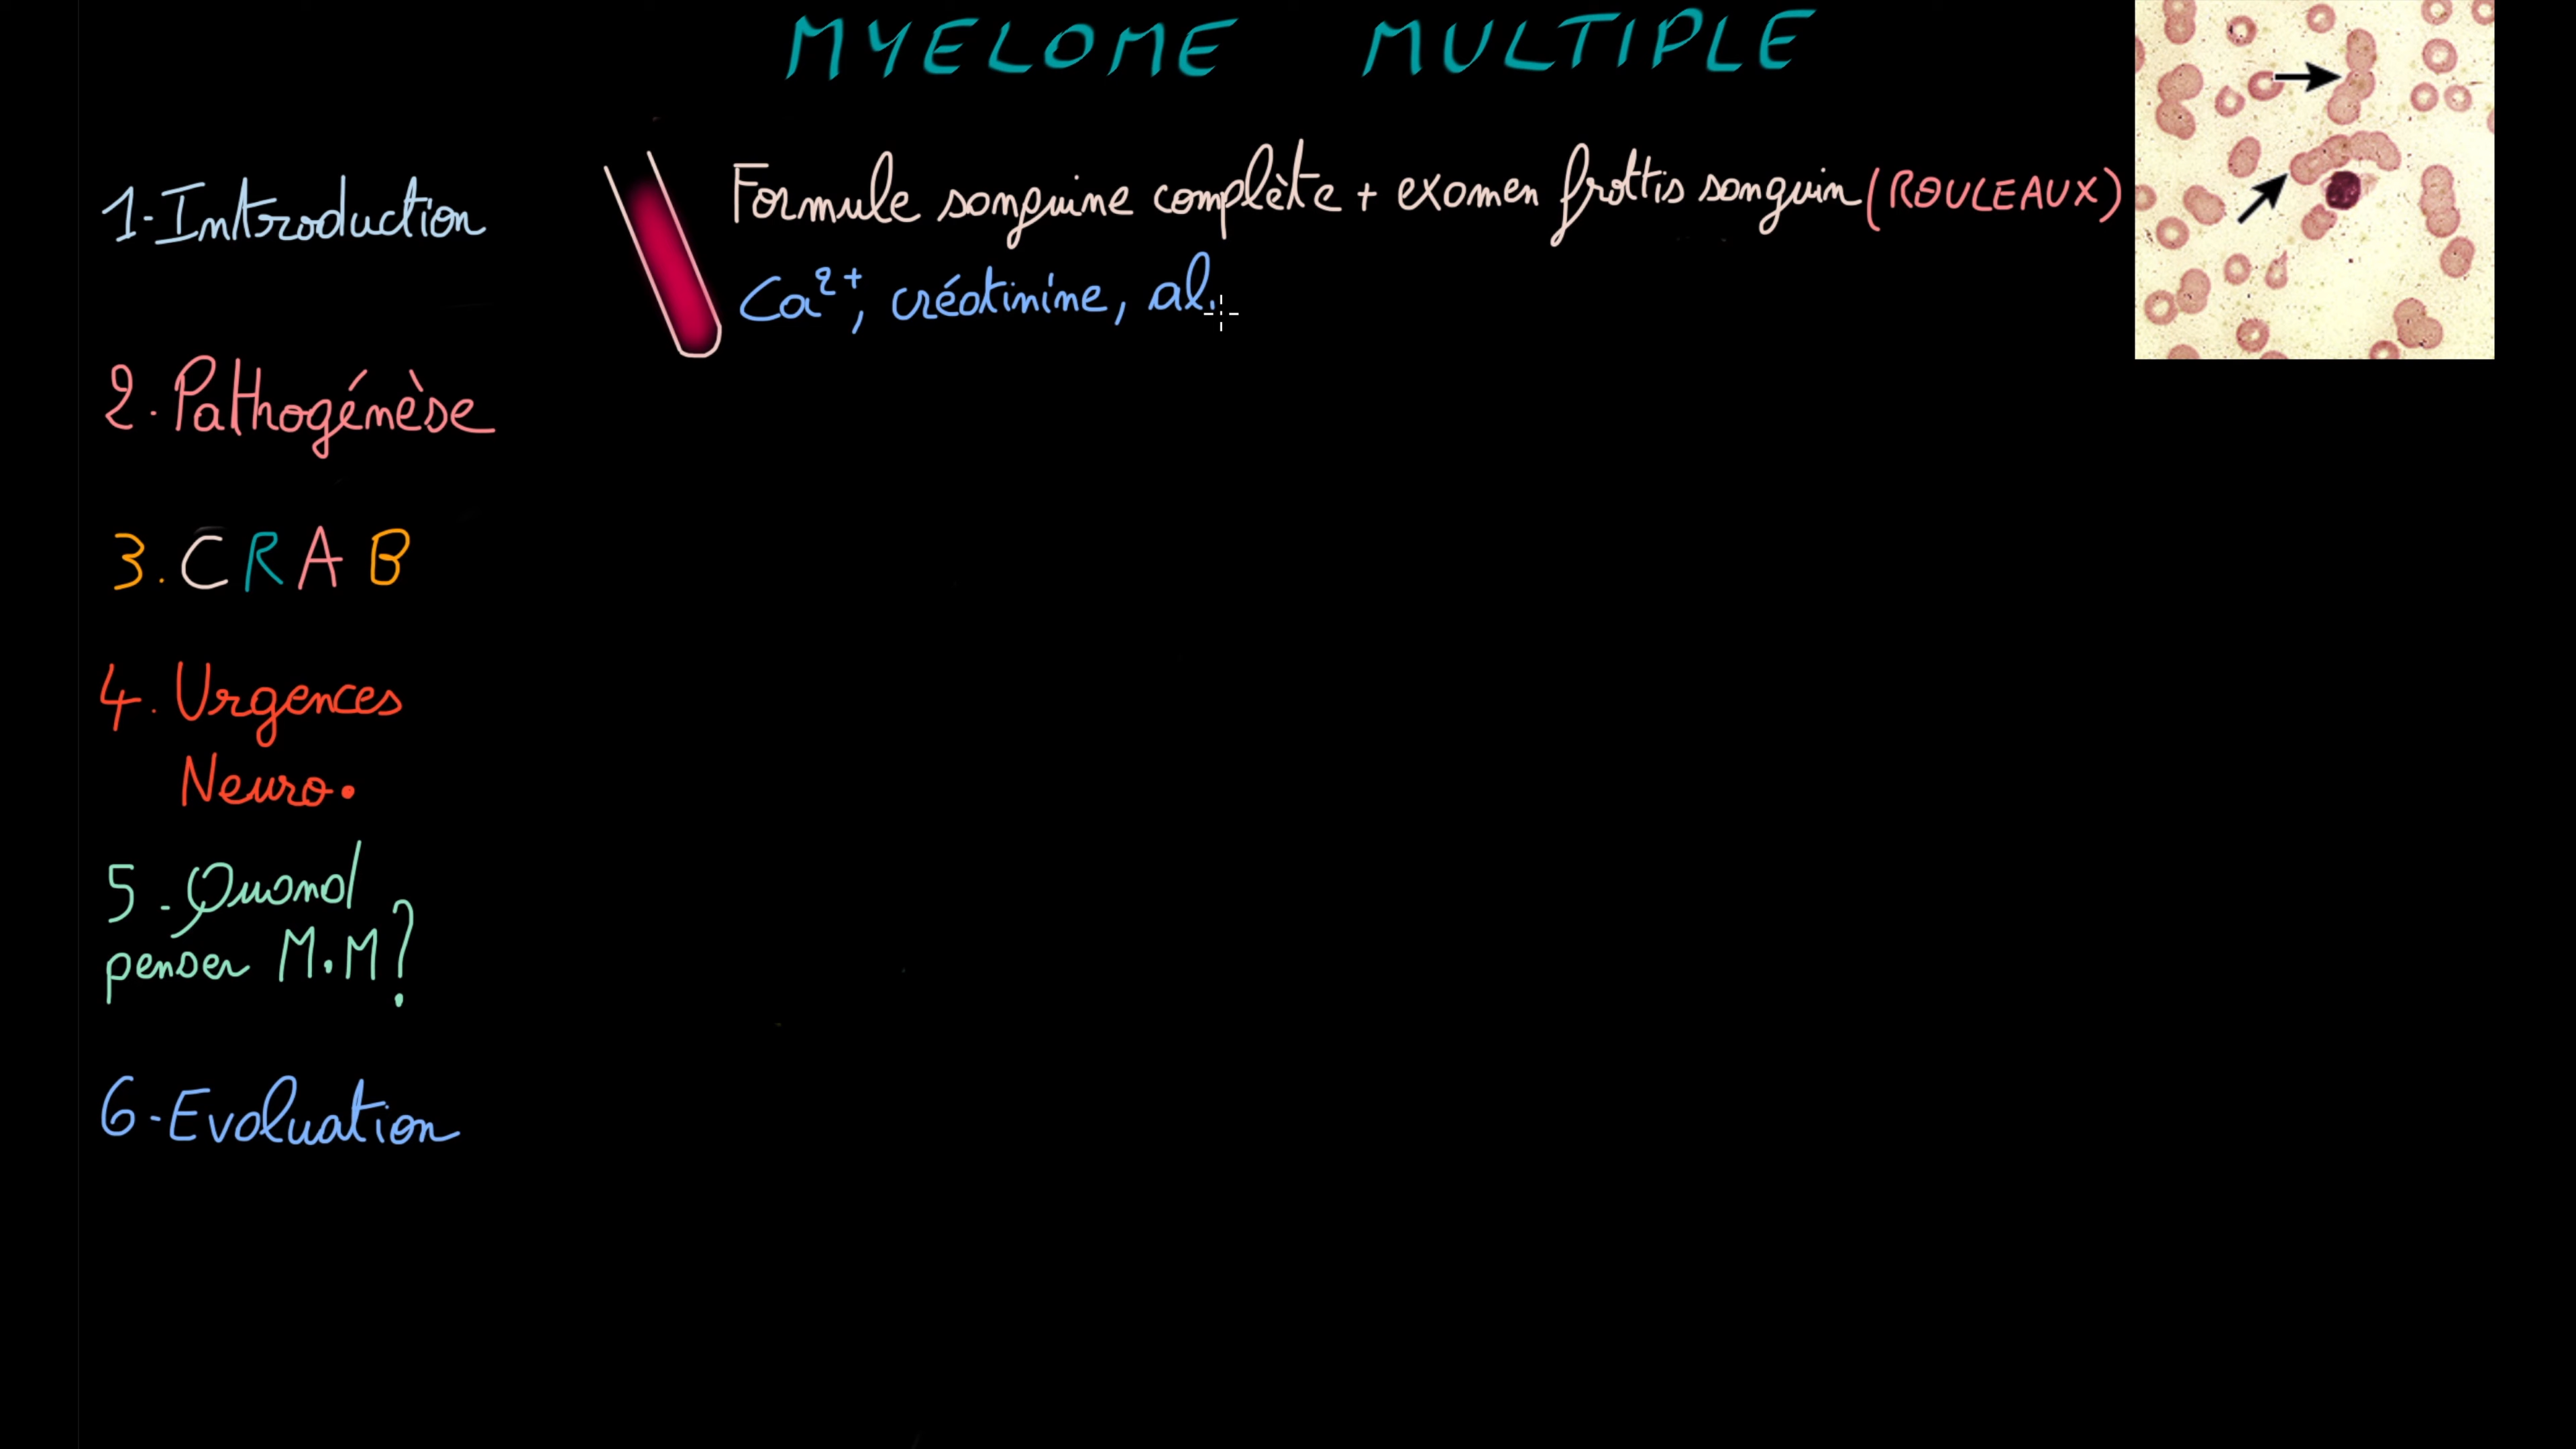 MYELOME MULTIPLE
1-Introduction
Formule sanguine complète + examen frottis sanguin (ROULEAUX)
Ca²⁺, créatinine, al
2.Pathogénèse
3.CRAB
4.Urgences
Neuro.
5-Quand
penser M.M?
6-Evaluation